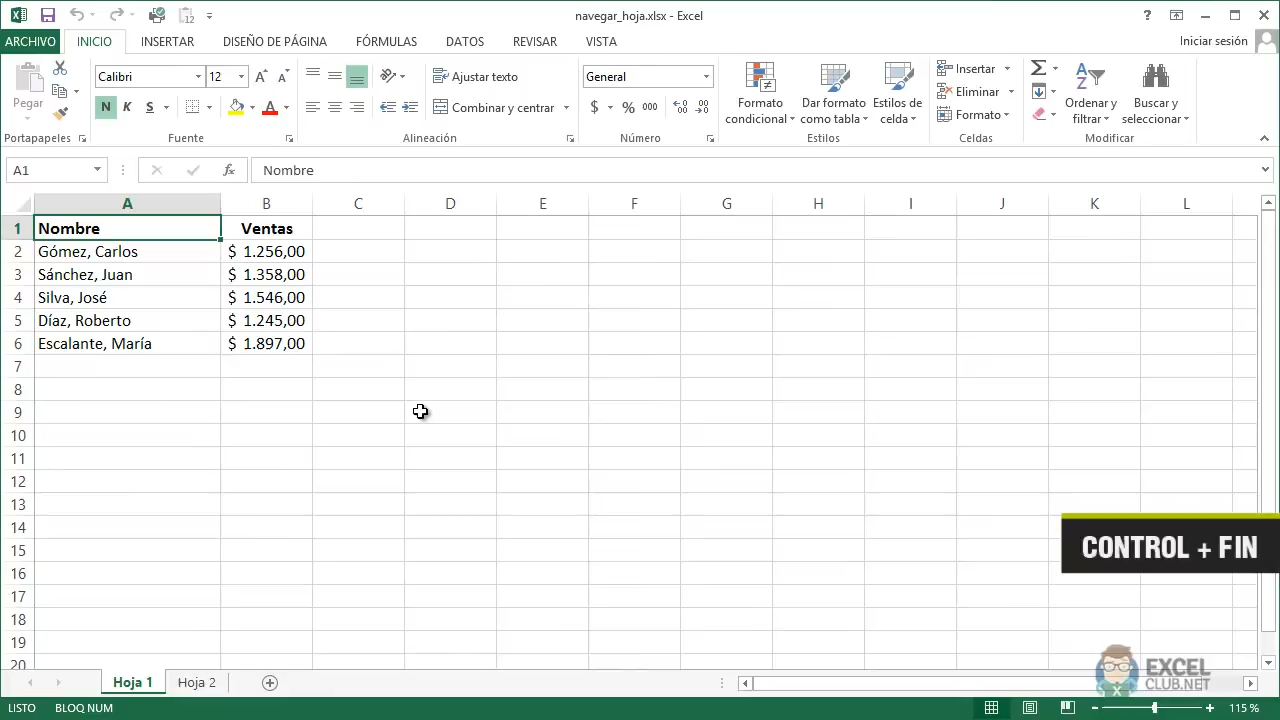 navegar_hoja.xlsx - Excel
ARCHIVO INICIO INSERTAR DISEÑO DE PÁGINA FÓRMULAS DATOS REVISAR VISTA Iniciar sesión
Pegar
Calibri 12
N K S
Ajustar texto
Combinar y centrar
General
$ % 000
Formato condicional
Dar formato como tabla
Estilos de celda
Insertar
Eliminar
Formato
Ordenar y filtrar
Buscar y seleccionar
Portapapeles Fuente Alineación Número Estilos Celdas Modificar
A1 fx Nombre
A B C D E F G H I J K L
1 Nombre Ventas
2 Gómez, Carlos $ 1.256,00
3 Sánchez, Juan $ 1.358,00
4 Silva, José $ 1.546,00
5 Díaz, Roberto $ 1.245,00
6 Escalante, María $ 1.897,00
7
8
9
10
11
12
13
14
15
16
17
18
19
20
CONTROL + FIN
EXCEL
CLUB.NET
Hoja 1 Hoja 2
LISTO BLOQ NUM 115 %